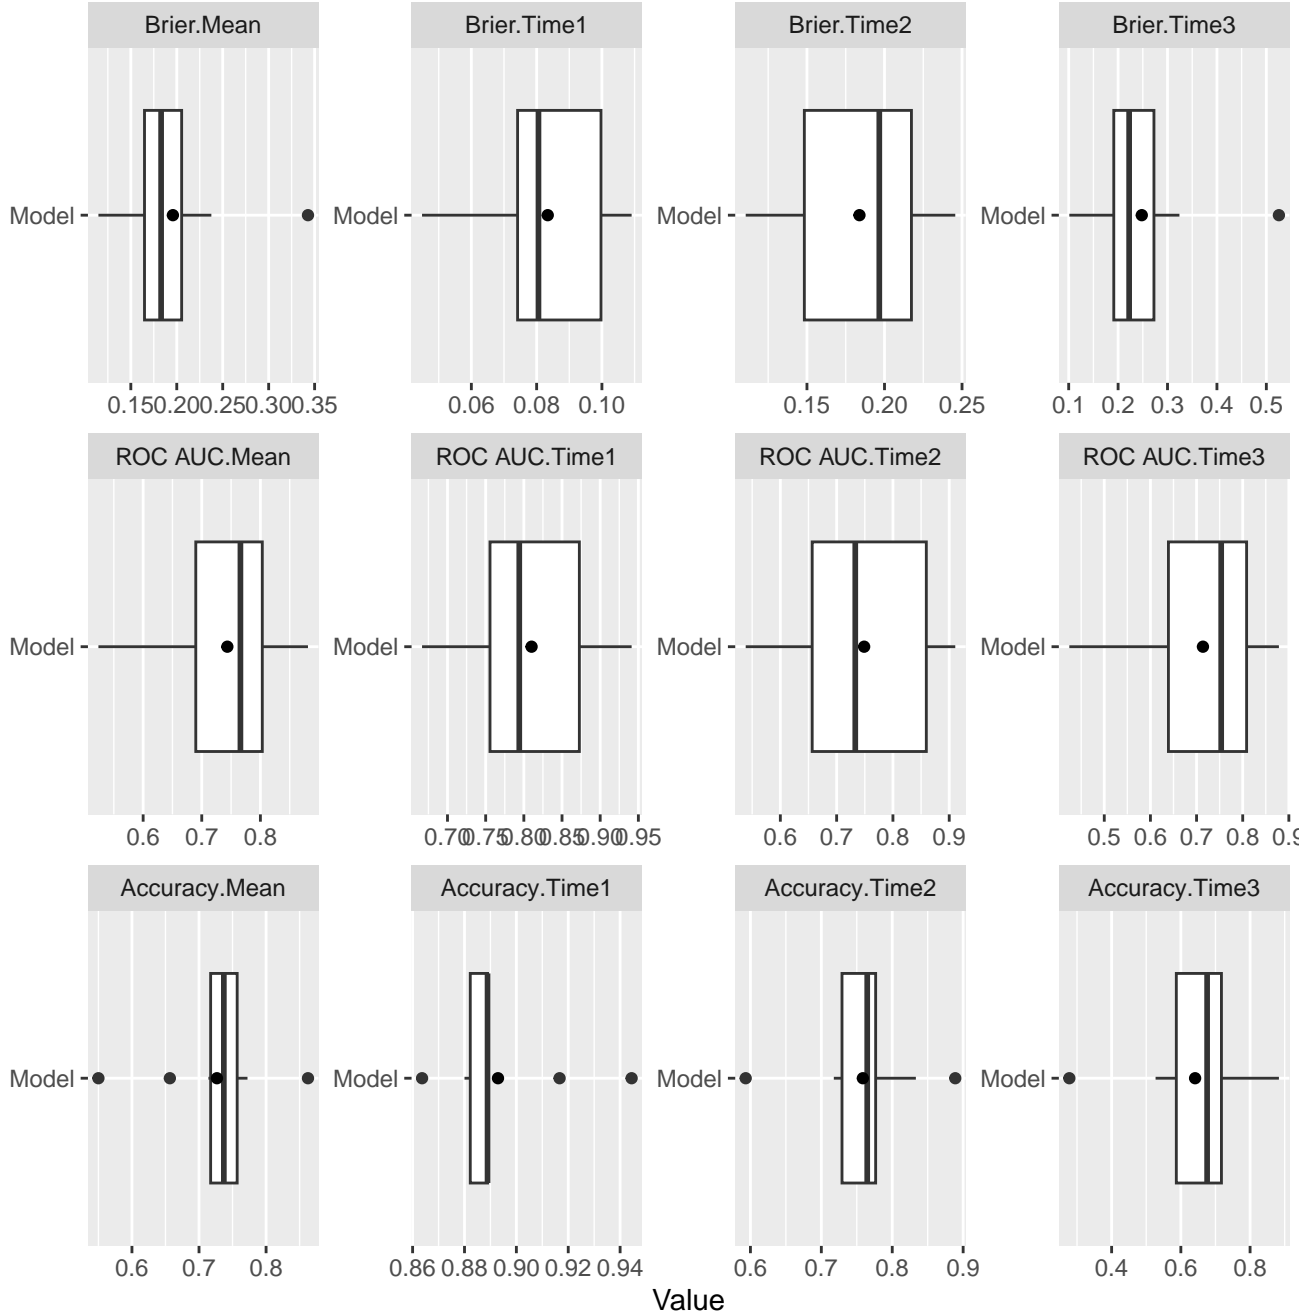 Brier.Mean Brier.Time1 Brier.Time2 Brier.Time3
Model Model Model Model
0.15 0.20 0.25 0.30 0.35 0.06 0.08 0.10 0.15 0.20 0.25 0.1 0.2 0.3 0.4 0.5
ROC AUC.Mean ROC AUC.Time1 ROC AUC.Time2 ROC AUC.Time3
Model Model Model Model
0.6 0.7 0.8 0.70 0.75 0.80 0.85 0.90 0.95 0.6 0.7 0.8 0.9 0.5 0.6 0.7 0.8 0.9
Accuracy.Mean Accuracy.Time1 Accuracy.Time2 Accuracy.Time3
Model Model Model Model
0.6 0.7 0.8 0.86 0.88 0.90 0.92 0.94 0.6 0.7 0.8 0.9 0.4 0.6 0.8
Value